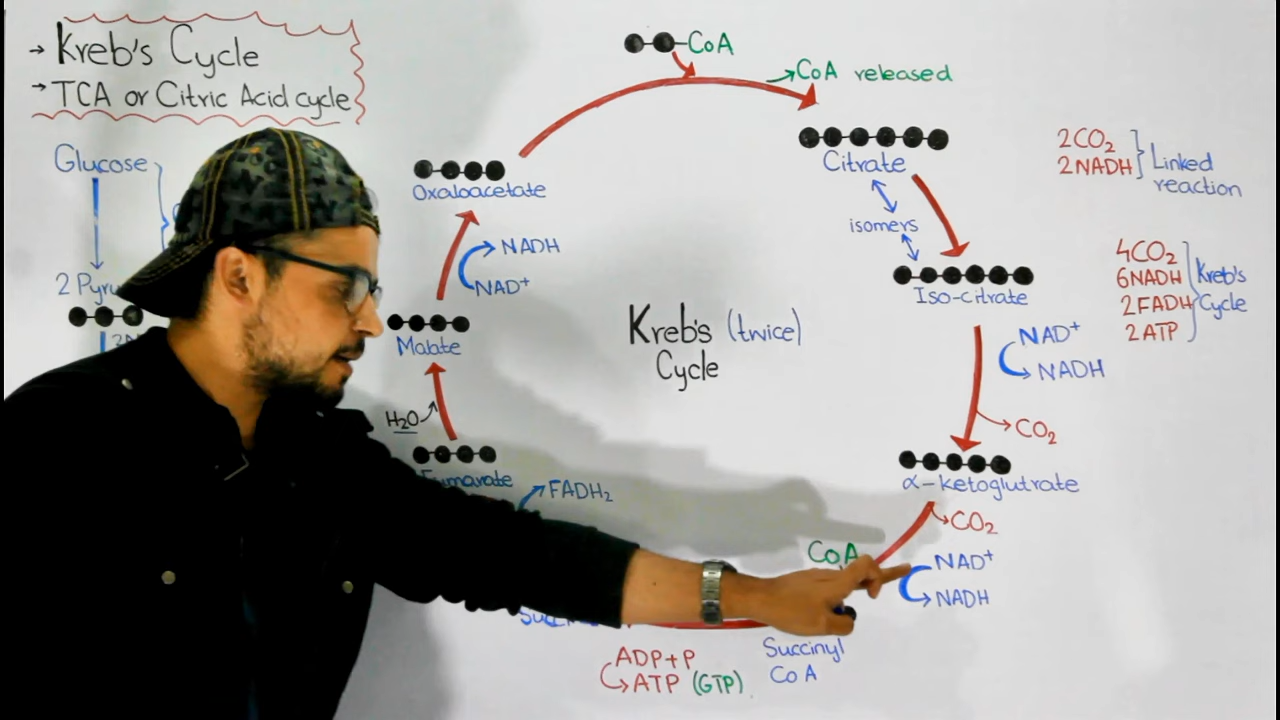 → Kreb's Cycle
→ TCA or Citric Acid cycle
Glucose
2 Pyru
CoA
→CoA released
Citrate
isomers
Iso-citrate
NAD⁺
NADH
CO₂
α-ketoglutrate
CO₂
NAD⁺
NADH
CoA
Succinyl
CoA
ADP+P
ATP (GTP)
FADH₂
Fumarate
H₂O
Malate
NAD⁺
NADH
Oxaloacetate
Kreb's (twice)
Cycle
2CO₂
2NADH
Linked
reaction
4CO₂
6NADH
2FADH
2ATP
Kreb's
Cycle